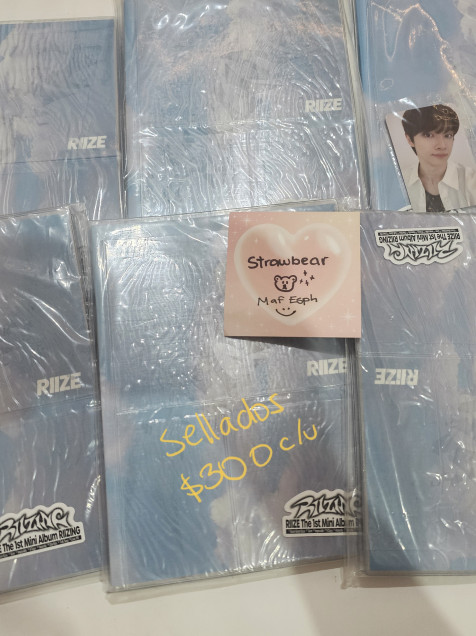 RIIZE
RIIZE
Strawbear
Maf Esph
RIIZING
RIIZE The 1st Mini Album RIIZING
RIIZE
RIIZE
RIIZE
Sellados
$300 c/u
RIIZING
E The 1st Mini Album RIIZING
RIIZING
RIIZE The 1st Mini Album RIIZING